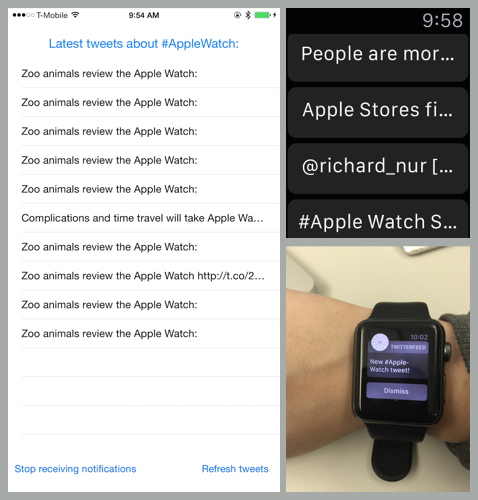 T-Mobile 9:54 AM
Latest tweets about #AppleWatch:
Zoo animals review the Apple Watch:
Zoo animals review the Apple Watch:
Zoo animals review the Apple Watch:
Zoo animals review the Apple Watch:
Zoo animals review the Apple Watch:
Complications and time travel will take Apple Wa...
Zoo animals review the Apple Watch:
Zoo animals review the Apple Watch http://t.co/2...
Zoo animals review the Apple Watch:
Zoo animals review the Apple Watch:
Stop receiving notifications Refresh tweets
9:58
People are mor...
Apple Stores fi...
@richard_nur [...
#Apple Watch S...
10:02
TWITTERFEED
New #Apple-
Watch tweet!
Dismiss